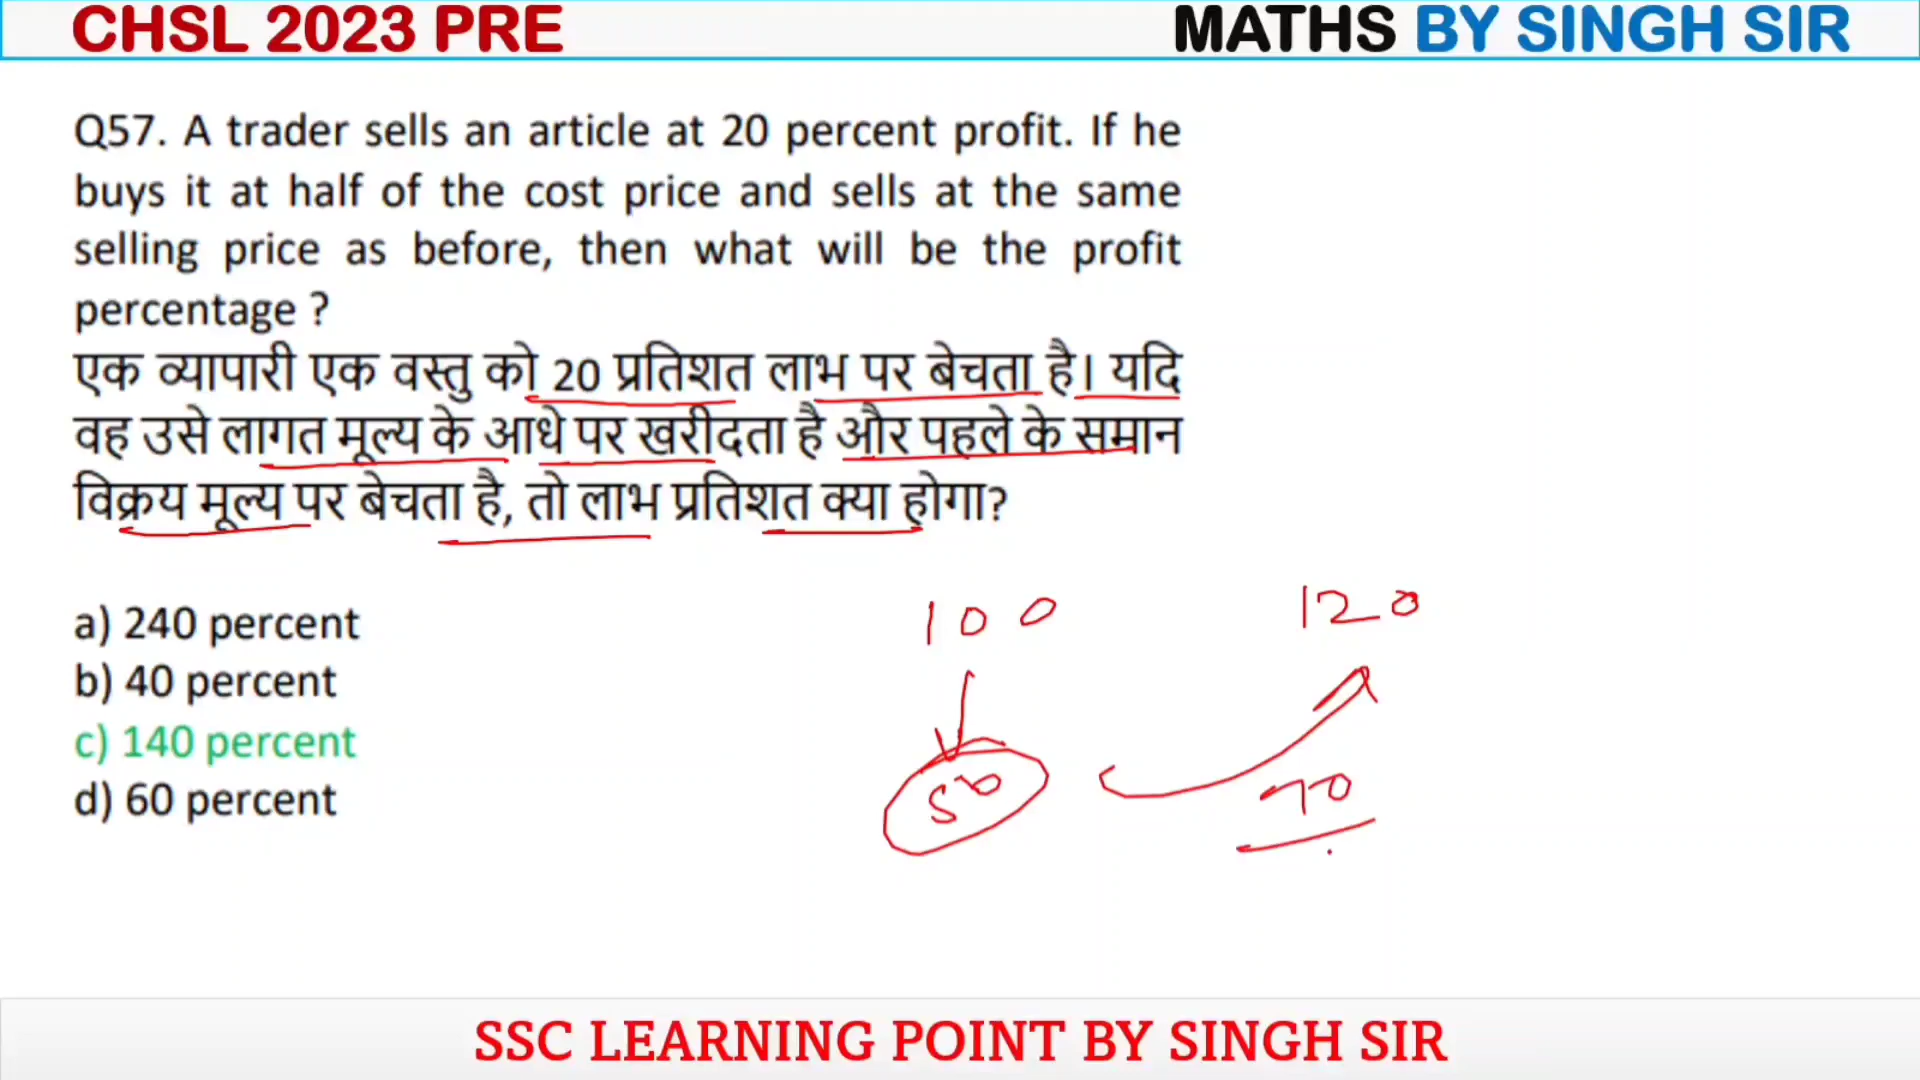 CHSL 2023 PRE
MATHS BY SINGH SIR
Q57. A trader sells an article at 20 percent profit. If he
buys it at half of the cost price and sells at the same
selling price as before, then what will be the profit
percentage ?
एक व्यापारी एक वस्तु को 20 प्रतिशत लाभ पर बेचता है। यदि
वह उसे लागत मूल्य के आधे पर खरीदता है और पहले के समान
विक्रय मूल्य पर बेचता है, तो लाभ प्रतिशत क्या होगा?
a) 240 percent
b) 40 percent
c) 140 percent
d) 60 percent
100
120
50
70
SSC LEARNING POINT BY SINGH SIR